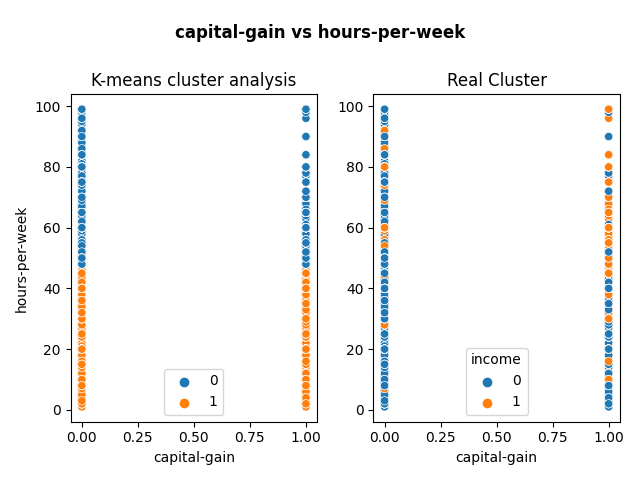 capital-gain vs hours-per-week
K-means cluster analysis
hours-per-week
100
80
60
40
20
0
0
1
0.00 0.25 0.50 0.75 1.00
capital-gain
Real Cluster
100
80
60
40
20
0
income
0
1
0.00 0.25 0.50 0.75 1.00
capital-gain